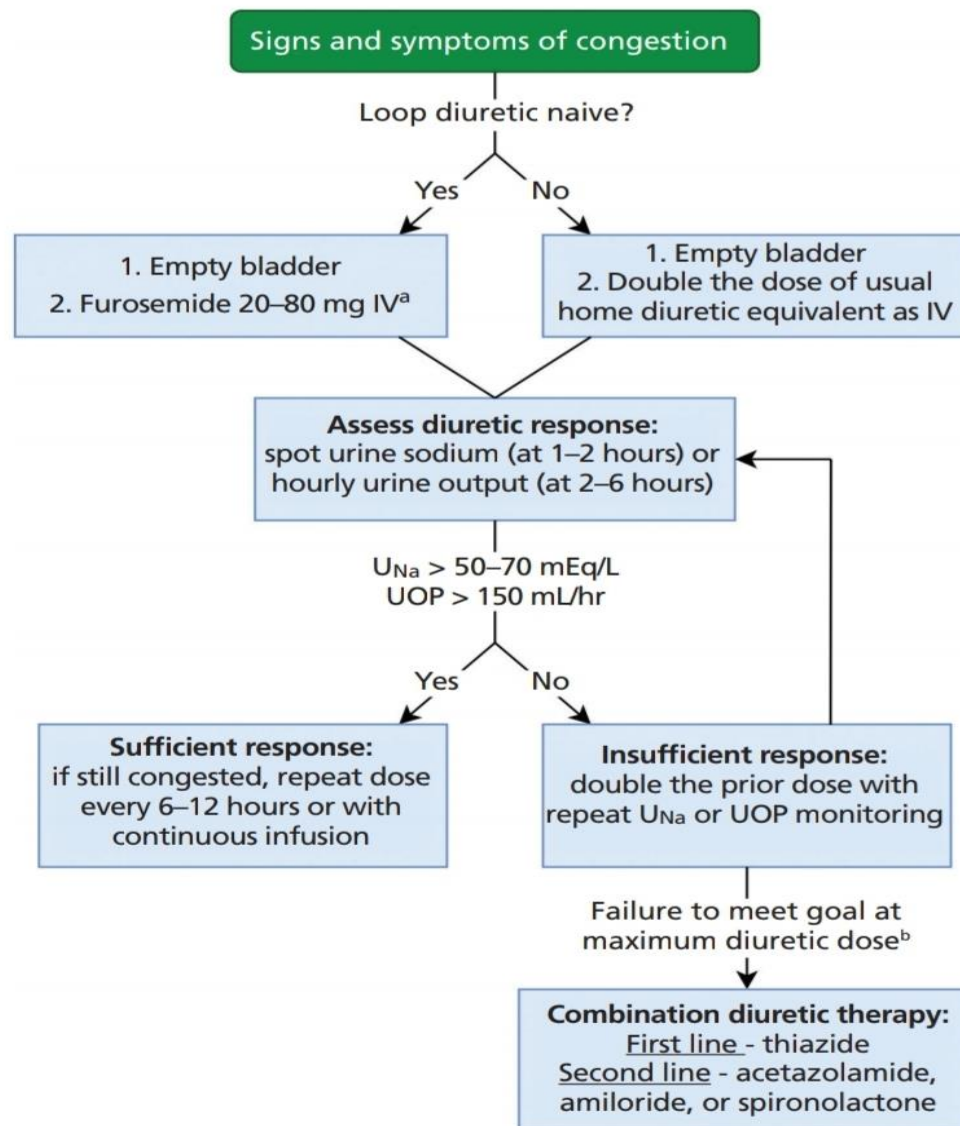 Signs and symptoms of congestion
Loop diuretic naive?
Yes
No
1. Empty bladder
2. Furosemide 20–80 mg IVᵃ
1. Empty bladder
2. Double the dose of usual
home diuretic equivalent as IV
Assess diuretic response:
spot urine sodium (at 1–2 hours) or
hourly urine output (at 2–6 hours)
UNa > 50–70 mEq/L
UOP > 150 mL/hr
Yes
No
Sufficient response:
if still congested, repeat dose
every 6–12 hours or with
continuous infusion
Insufficient response:
double the prior dose with
repeat UNa or UOP monitoring
Failure to meet goal at
maximum diuretic doseᵇ
Combination diuretic therapy:
First line - thiazide
Second line - acetazolamide,
amiloride, or spironolactone